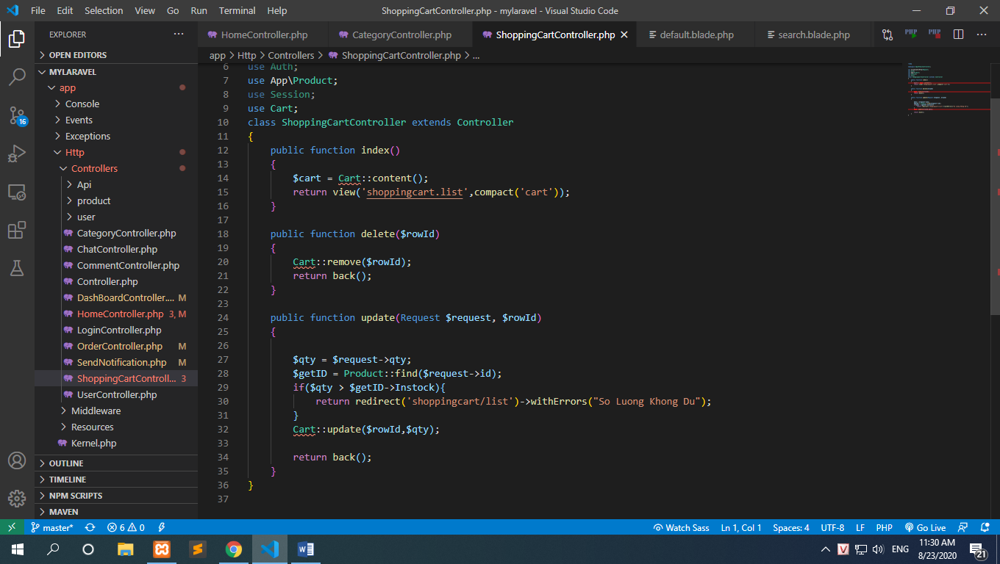 File Edit Selection View Go Run Terminal Help
ShoppingCartController.php - mylaravel - Visual Studio Code
EXPLORER
HomeController.php
CategoryController.php
ShoppingCartController.php
default.blade.php
search.blade.php
PHP
PHP
OPEN EDITORS
app > Http > Controllers > ShoppingCartController.php > ...
MYLARAVEL
app
Console
Events
Exceptions
Http
Controllers
Api
product
user
CategoryController.php
ChatController.php
CommentController.php
Controller.php
DashBoardController.... M
HomeController.php 3, M
LoginController.php
OrderController.php M
SendNotification.php M
ShoppingCartControll... 3
UserController.php
Middleware
Resources
Kernel.php
OUTLINE
TIMELINE
NPM SCRIPTS
MAVEN
16
6 use Auth;
7 use App\Product;
8 use Session;
9 use Cart;
10 class ShoppingCartController extends Controller
11 {
12 public function index()
13 {
14 $cart = Cart::content();
15 return view('shoppingcart.list',compact('cart'));
16 }
17
18 public function delete($rowId)
19 {
20 Cart::remove($rowId);
21 return back();
22 }
23
24 public function update(Request $request, $rowId)
25 {
26
27 $qty = $request->qty;
28 $getID = Product::find($request->id);
29 if($qty > $getID->Instock){
30 return redirect('shoppingcart/list')->withErrors("So Luong Khong Du");
31 }
32 Cart::update($rowId,$qty);
33
34 return back();
35 }
36 }
37
master* 6 0 Watch Sass Ln 1, Col 1 Spaces: 4 UTF-8 LF PHP Go Live
ENG
11:30 AM
8/23/2020
21